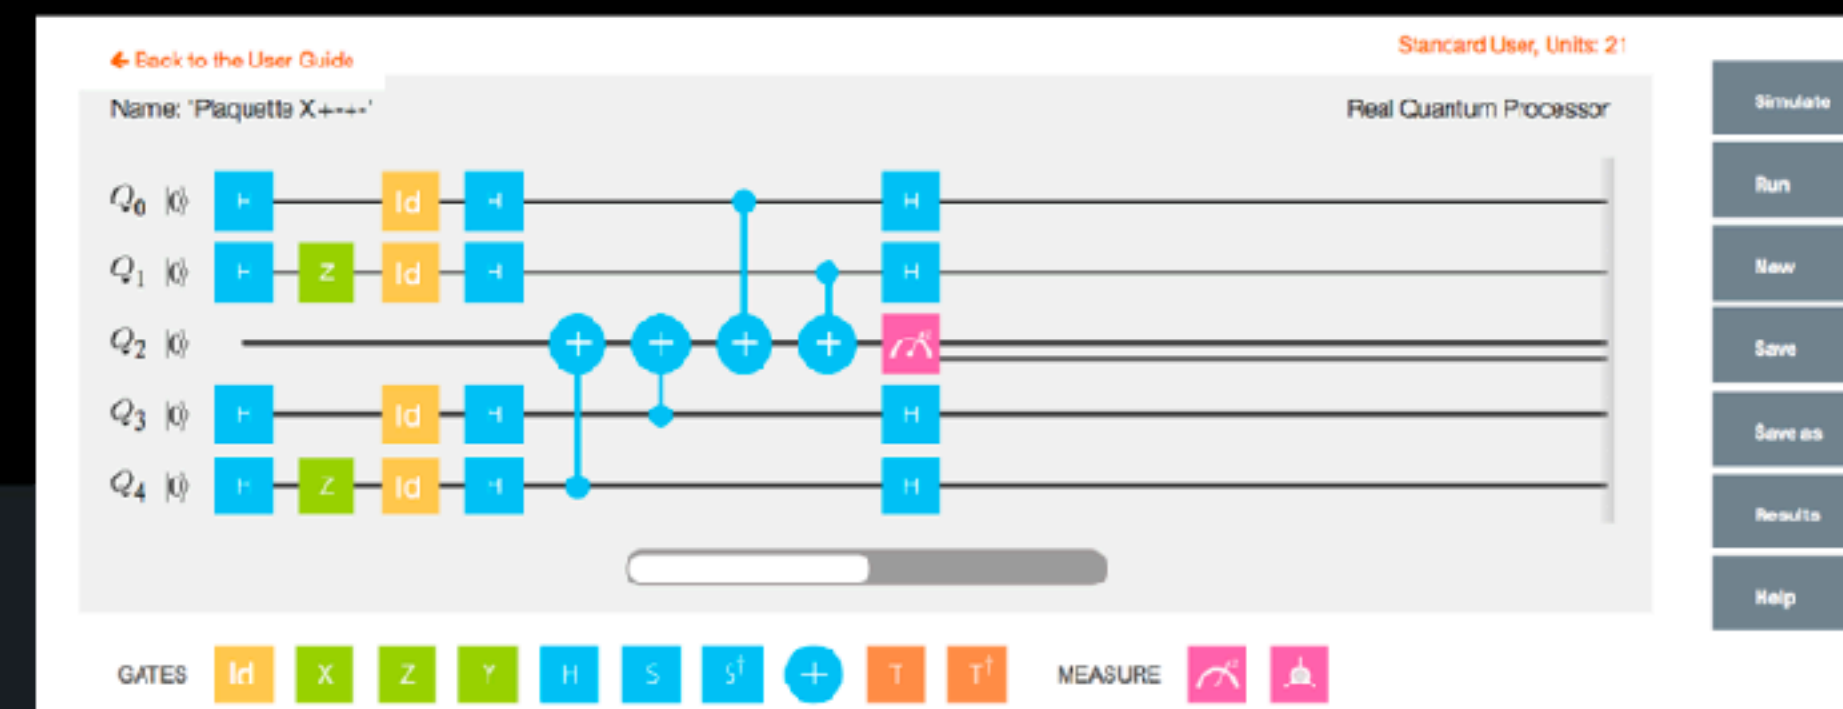 Back to the User Guide
Standard User, Units: 21
Name: 'Plaquette X+-+-'
Real Quantum Processor
Simulate
Run
New
Save
Save as
Results
Help
Q0 |0⟩ H Id H H
Q1 |0⟩ H Z Id H H
Q2 |0⟩ + + + + z
Q3 |0⟩ H Id H H
Q4 |0⟩ H Z Id H H
GATES Id X Z Y H S S† + T T† MEASURE z